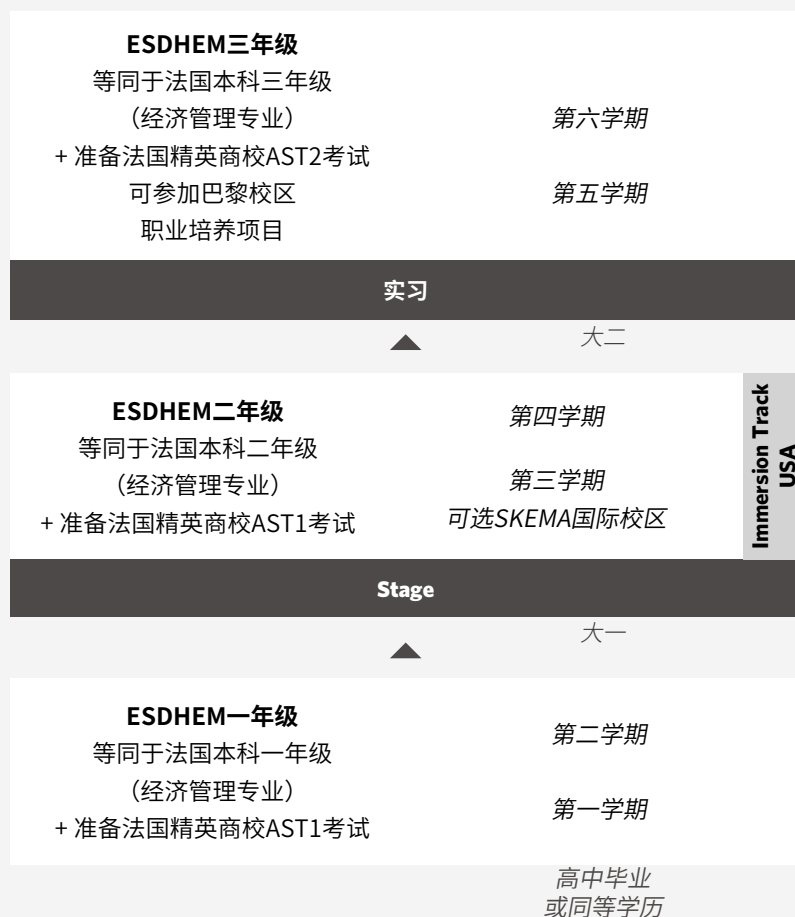 ESDHEM三年级
等同于法国本科三年级
（经济管理专业）
+ 准备法国精英商校AST2考试
可参加巴黎校区
职业培养项目
第六学期
第五学期
实习
大二
ESDHEM二年级
等同于法国本科二年级
（经济管理专业）
+ 准备法国精英商校AST1考试
第四学期
第三学期
可选SKEMA国际校区
Immersion Track
USA
Stage
大一
ESDHEM一年级
等同于法国本科一年级
（经济管理专业）
+ 准备法国精英商校AST1考试
第二学期
第一学期
高中毕业
或同等学历